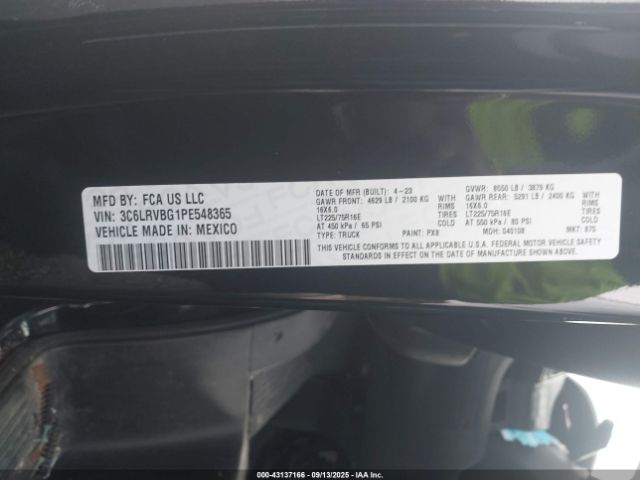 MFD BY: FCA US LLC
VIN: 3C6LRVBG1PE548365
VEHICLE MADE IN: MEXICO
DATE OF MFR (BUILT): 4-23
GAWR FRONT: 4629 LB / 2100 KG
16X6.0 RIMS
LT225/75R16E TIRES
AT 450 kPa / 65 PSI COLD
TYPE: TRUCK PAINT: PX8
GVWR: 8550 LB / 3879 KG
GAWR REAR: 5291 LB / 2400 KG
16X6.0 RIMS
LT225/75R16E TIRES
AT 550 kPa / 80 PSI COLD
MDH: 040108 MKT: 87S
THIS VEHICLE CONFORMS TO ALL APPLICABLE U.S.A. FEDERAL MOTOR VEHICLE SAFETY
STANDARDS IN EFFECT ON THE DATE OF MANUFACTURE SHOWN ABOVE.
000-43137166 - 09/13/2025 - IAA Inc.